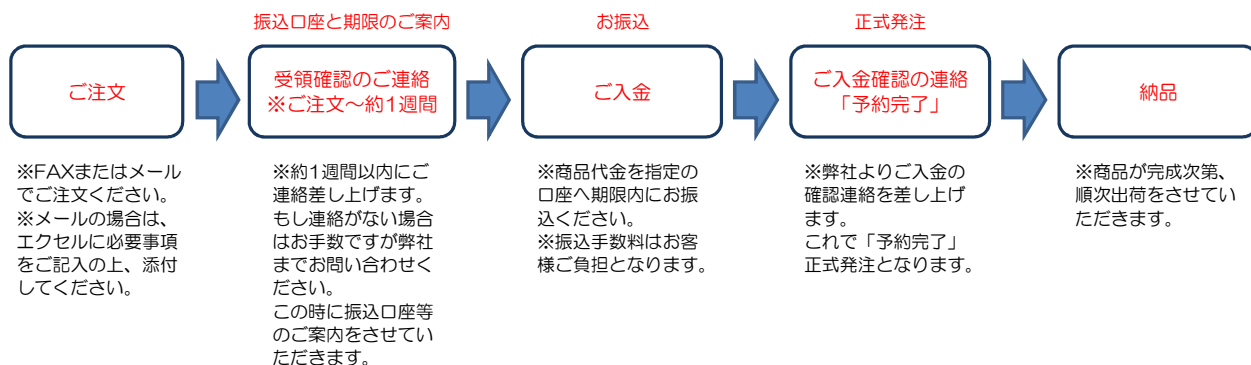 振込口座と期限のご案内
お振込
正式発注
ご注文
受領確認のご連絡
※ご注文～約1週間
ご入金
ご入金確認の連絡
「予約完了」
納品
※FAXまたはメール
でご注文ください。
※メールの場合は、
エクセルに必要事項
をご記入の上、添付
してください。
※約1週間以内にご
連絡差し上げます。
もし連絡がない場合
はお手数ですが弊社
までお問い合わせく
ださい。
この時に振込口座等
のご案内をさせてい
ただきます。
※商品代金を指定の
口座へ期限内にお振
込ください。
※振込手数料はお客
様ご負担となります。
※弊社よりご入金の
確認連絡を差し上げ
ます。
これで「予約完了」
正式発注となります。
※商品が完成次第、
順次出荷をさせてい
ただきます。